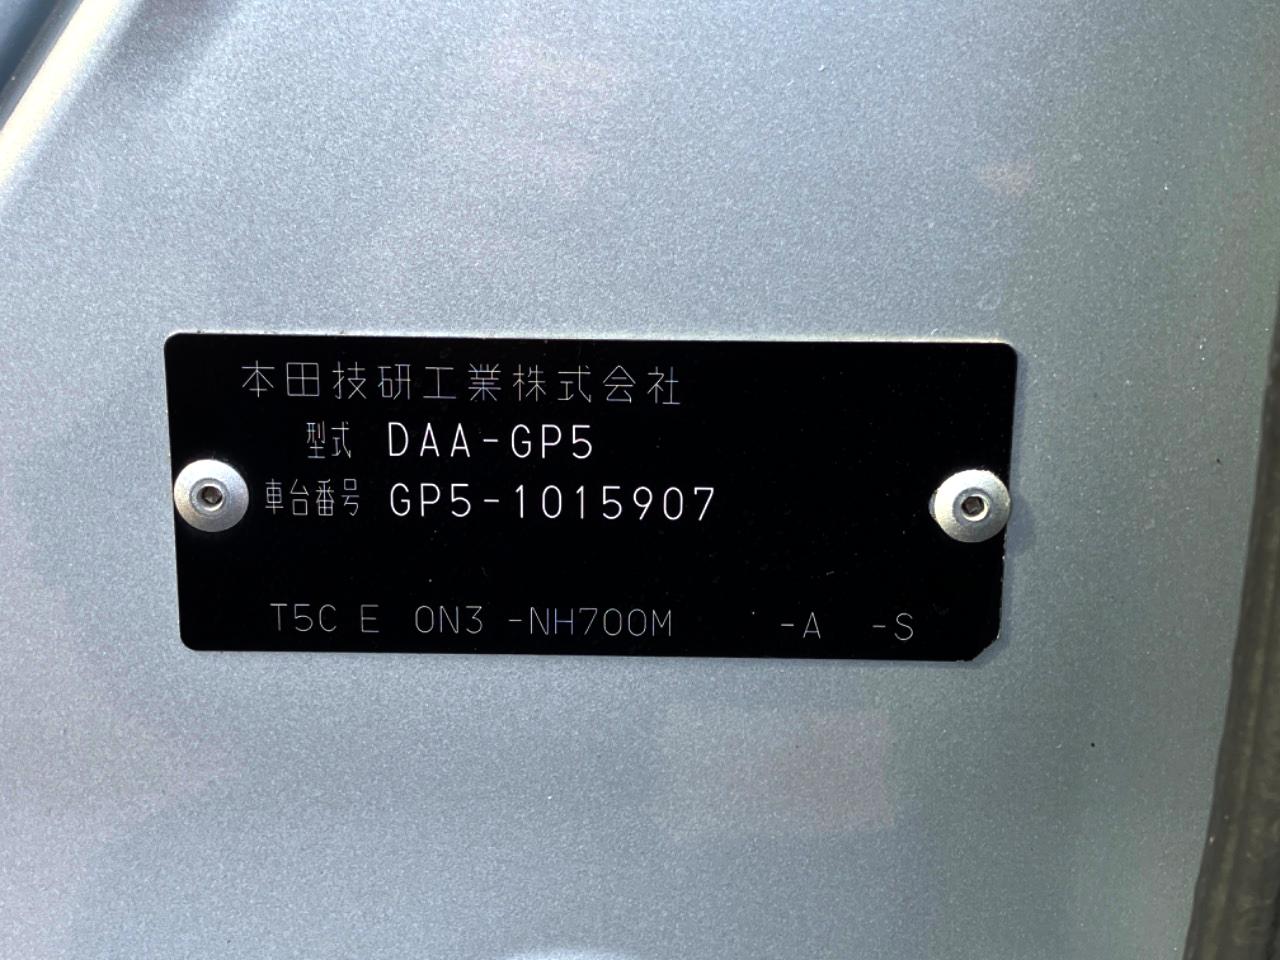 本田技研工業株式会社
型式 DAA-GP5
車台番号 GP5-1015907
T5C E 0N3 -NH700M -A -S